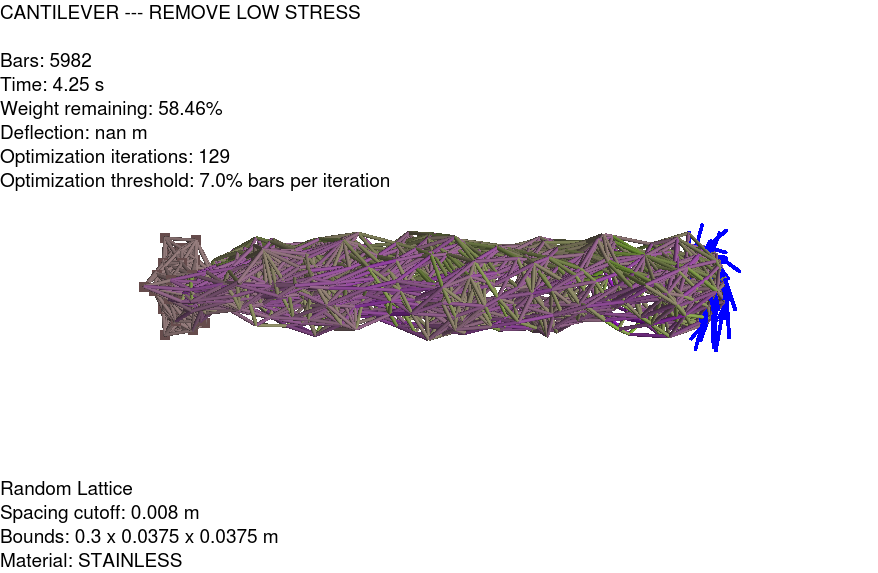 CANTILEVER --- REMOVE LOW STRESS
Bars: 5982
Time: 4.25 s
Weight remaining: 58.46%
Deflection: nan m
Optimization iterations: 129
Optimization threshold: 7.0% bars per iteration
Random Lattice
Spacing cutoff: 0.008 m
Bounds: 0.3 x 0.0375 x 0.0375 m
Material: STAINLESS